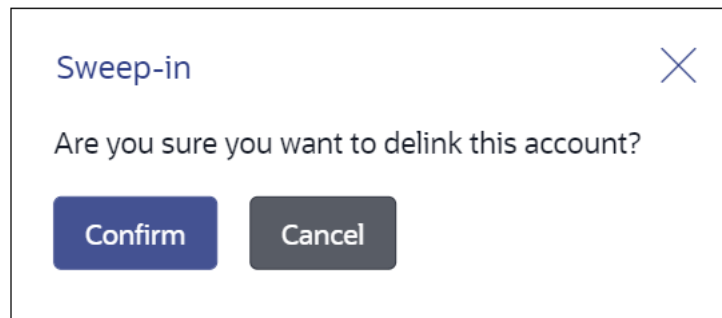 Sweep-in
Are you sure you want to delink this account?
Confirm
Cancel